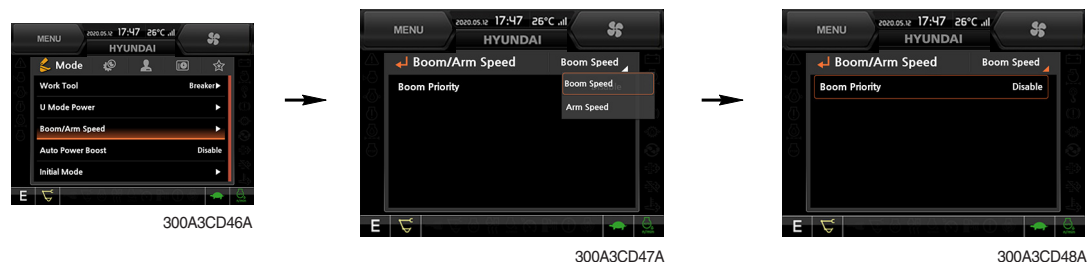 MENU
2020.05.12 17:47 26°C
HYUNDAI
Mode
Work Tool Breaker
U Mode Power
Boom/Arm Speed
Auto Power Boost Disable
Initial Mode
E
300A3CD46A
MENU
2020.05.12 17:47 26°C
HYUNDAI
Boom/Arm Speed Boom Speed
Boom Priority
Boom Speed
Arm Speed
E
300A3CD47A
MENU
2020.05.12 17:47 26°C
HYUNDAI
Boom/Arm Speed Boom Speed
Boom Priority Disable
E
300A3CD48A